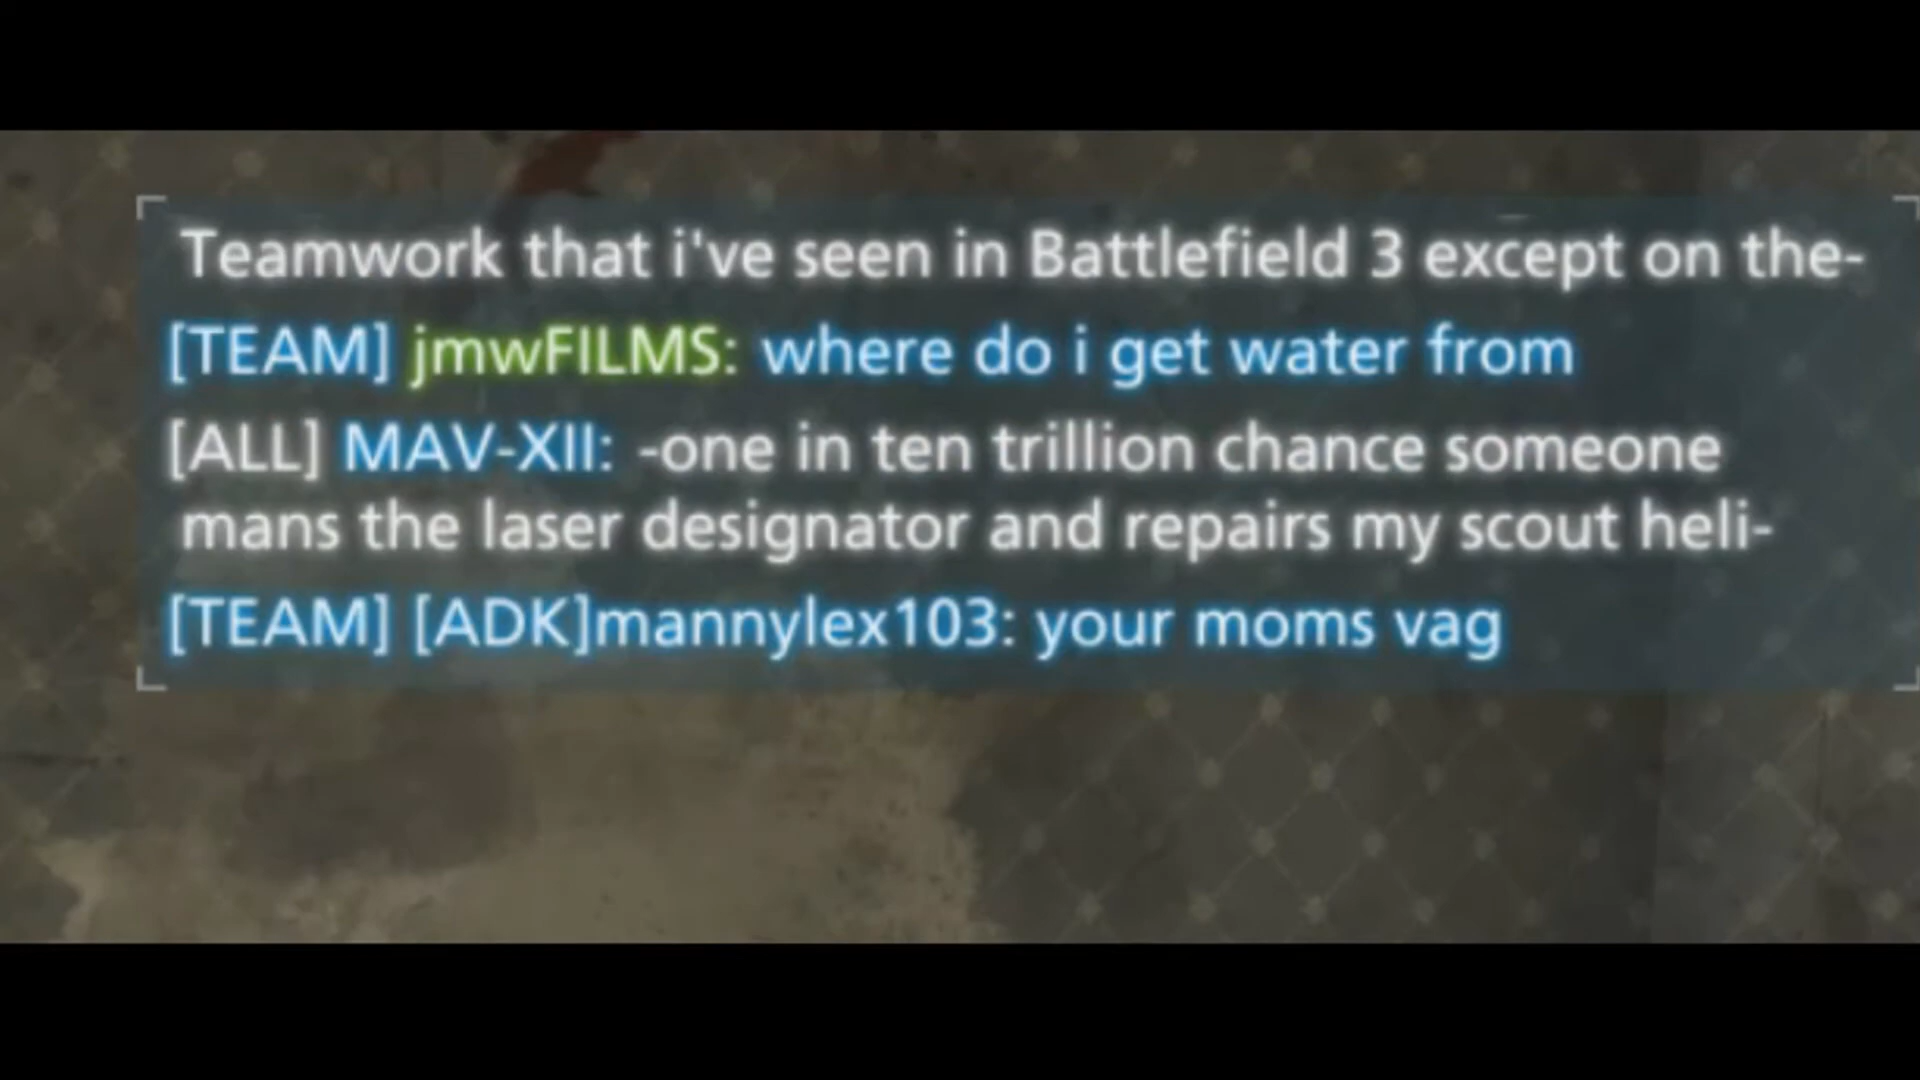 Teamwork that i've seen in Battlefield 3 except on the-
[TEAM] jmwFILMS: where do i get water from
[ALL] MAV-XII: -one in ten trillion chance someone
mans the laser designator and repairs my scout heli-
[TEAM] [ADK]mannylex103: your moms vag